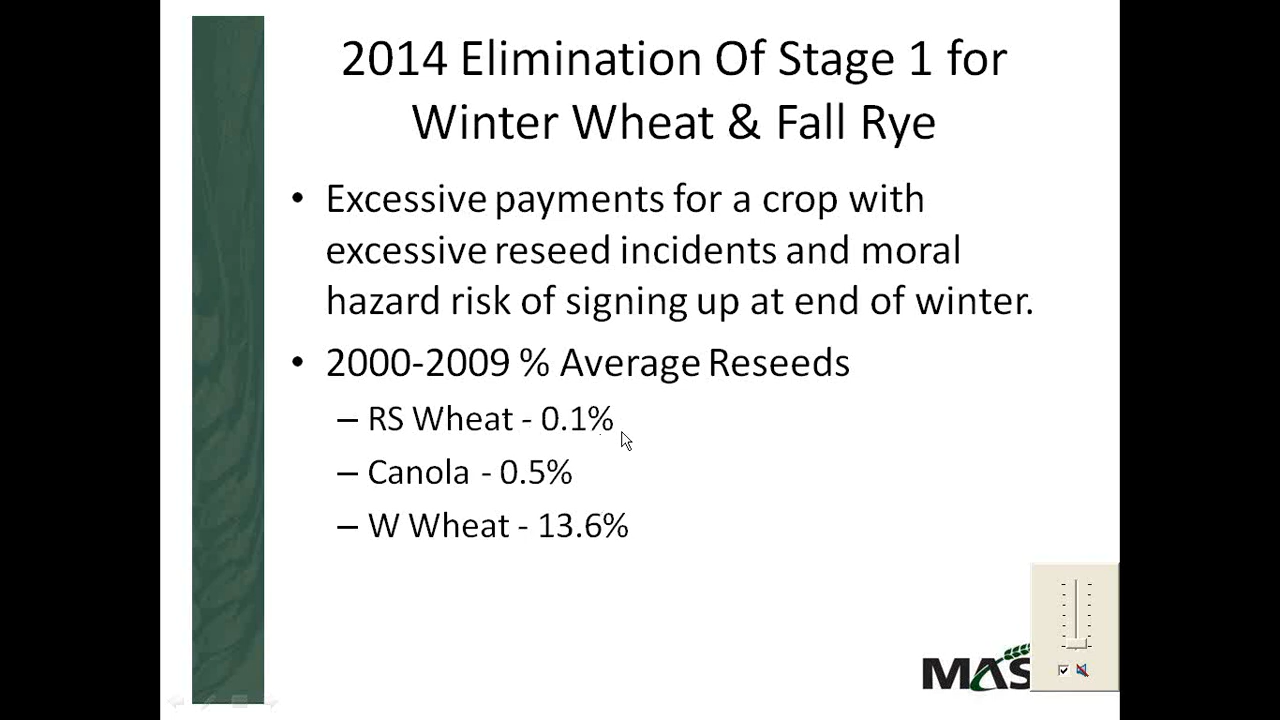 2014 Elimination Of Stage 1 for
Winter Wheat & Fall Rye
• Excessive payments for a crop with
excessive reseed incidents and moral
hazard risk of signing up at end of winter.
• 2000-2009 % Average Reseeds
– RS Wheat - 0.1%
– Canola - 0.5%
– W Wheat - 13.6%
MAS